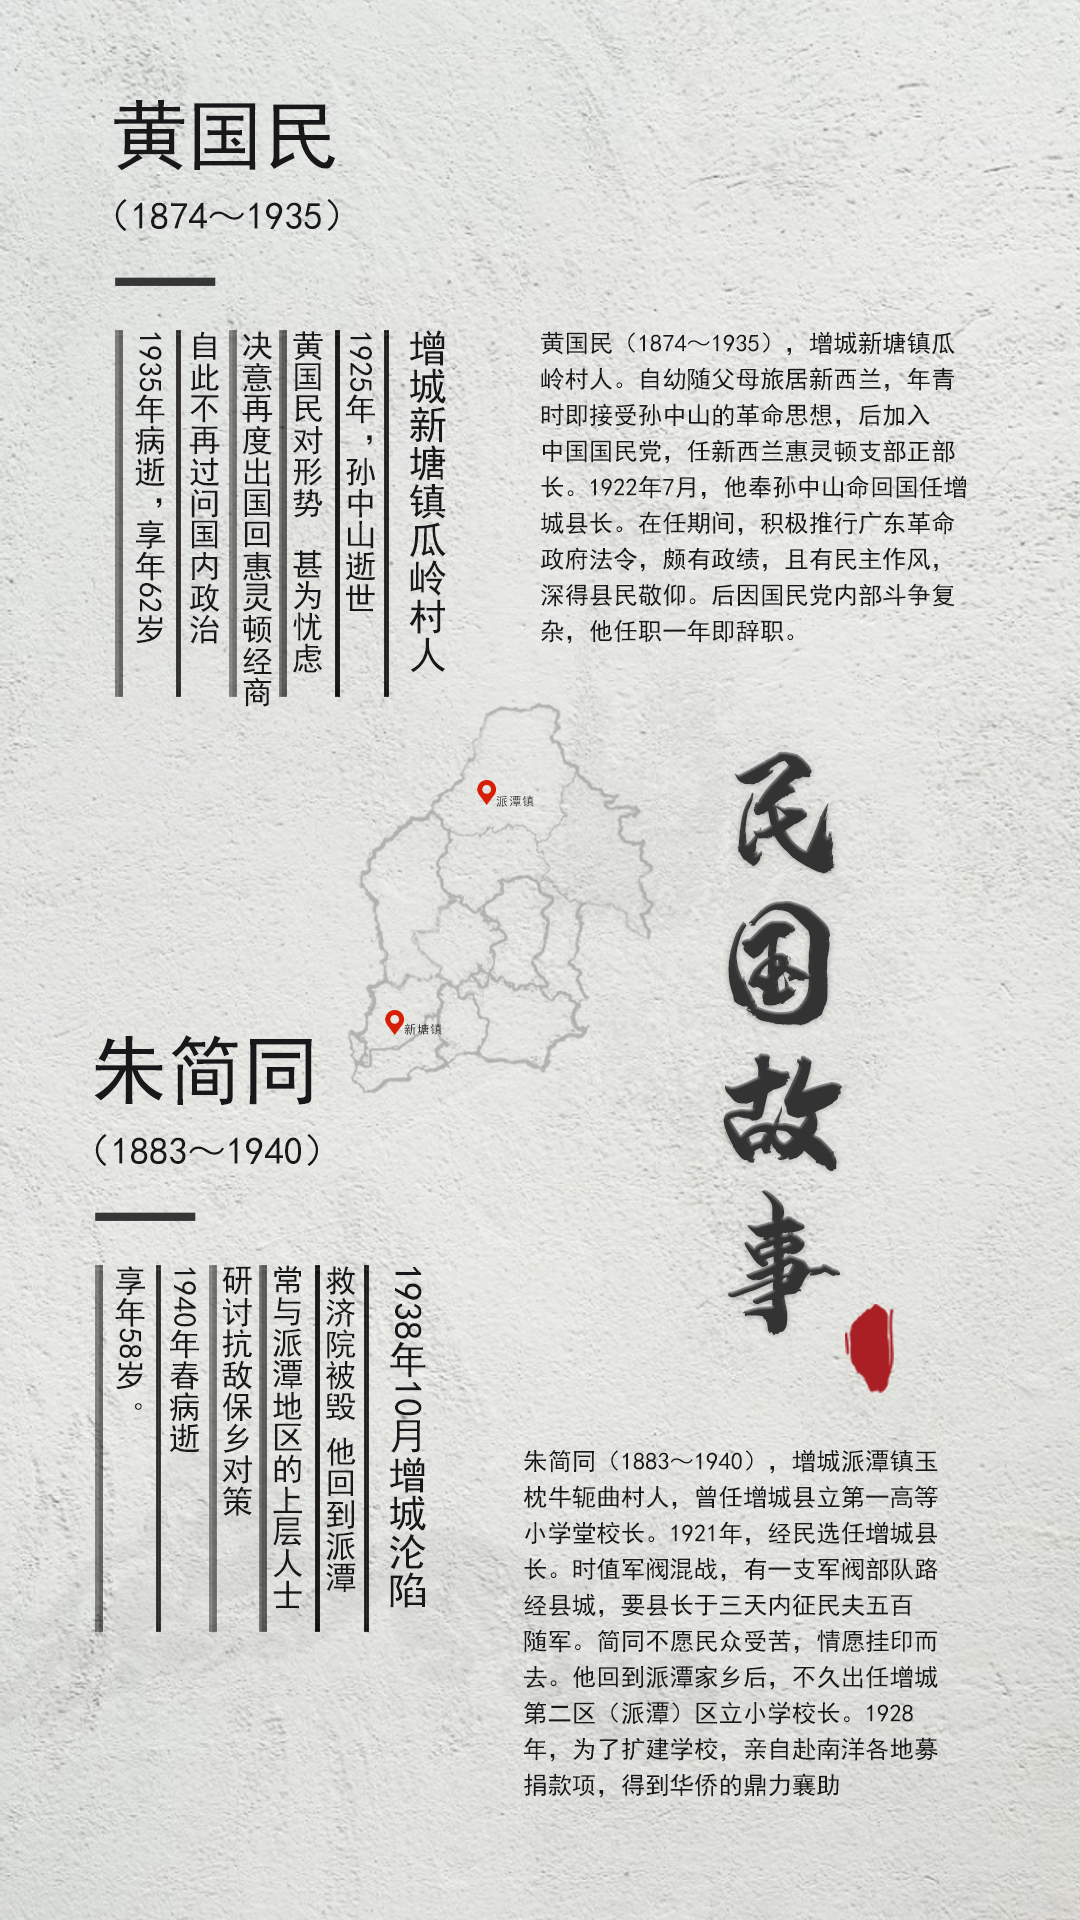 黄国民
（1874～1935）
增城新塘镇瓜岭村人
1925年，孙中山逝世
黄国民对形势 甚为忧虑
决意再度出国回惠灵顿经商
自此不再过问国内政治
1935年病逝，享年62岁
黄国民（1874～1935），增城新塘镇瓜
岭村人。自幼随父母旅居新西兰，年青
时即接受孙中山的革命思想，后加入
中国国民党，任新西兰惠灵顿支部正部
长。1922年7月，他奉孙中山命回国任增
城县长。在任期间，积极推行广东革命
政府法令，颇有政绩，且有民主作风，
深得县民敬仰。后因国民党内部斗争复
杂，他任职一年即辞职。
派潭镇
新塘镇
民国故事
朱简同
（1883～1940）
1938年10月增城沦陷
救济院被毁 他回到派潭
常与派潭地区的上层人士
研讨抗敌保乡对策
1940年春病逝
享年58岁。
朱简同（1883～1940），增城派潭镇玉
枕牛轭曲村人，曾任增城县立第一高等
小学堂校长。1921年，经民选任增城县
长。时值军阀混战，有一支军阀部队路
经县城，要县长于三天内征民夫五百
随军。简同不愿民众受苦，情愿挂印而
去。他回到派潭家乡后，不久出任增城
第二区（派潭）区立小学校长。1928
年，为了扩建学校，亲自赴南洋各地募
捐款项，得到华侨的鼎力襄助